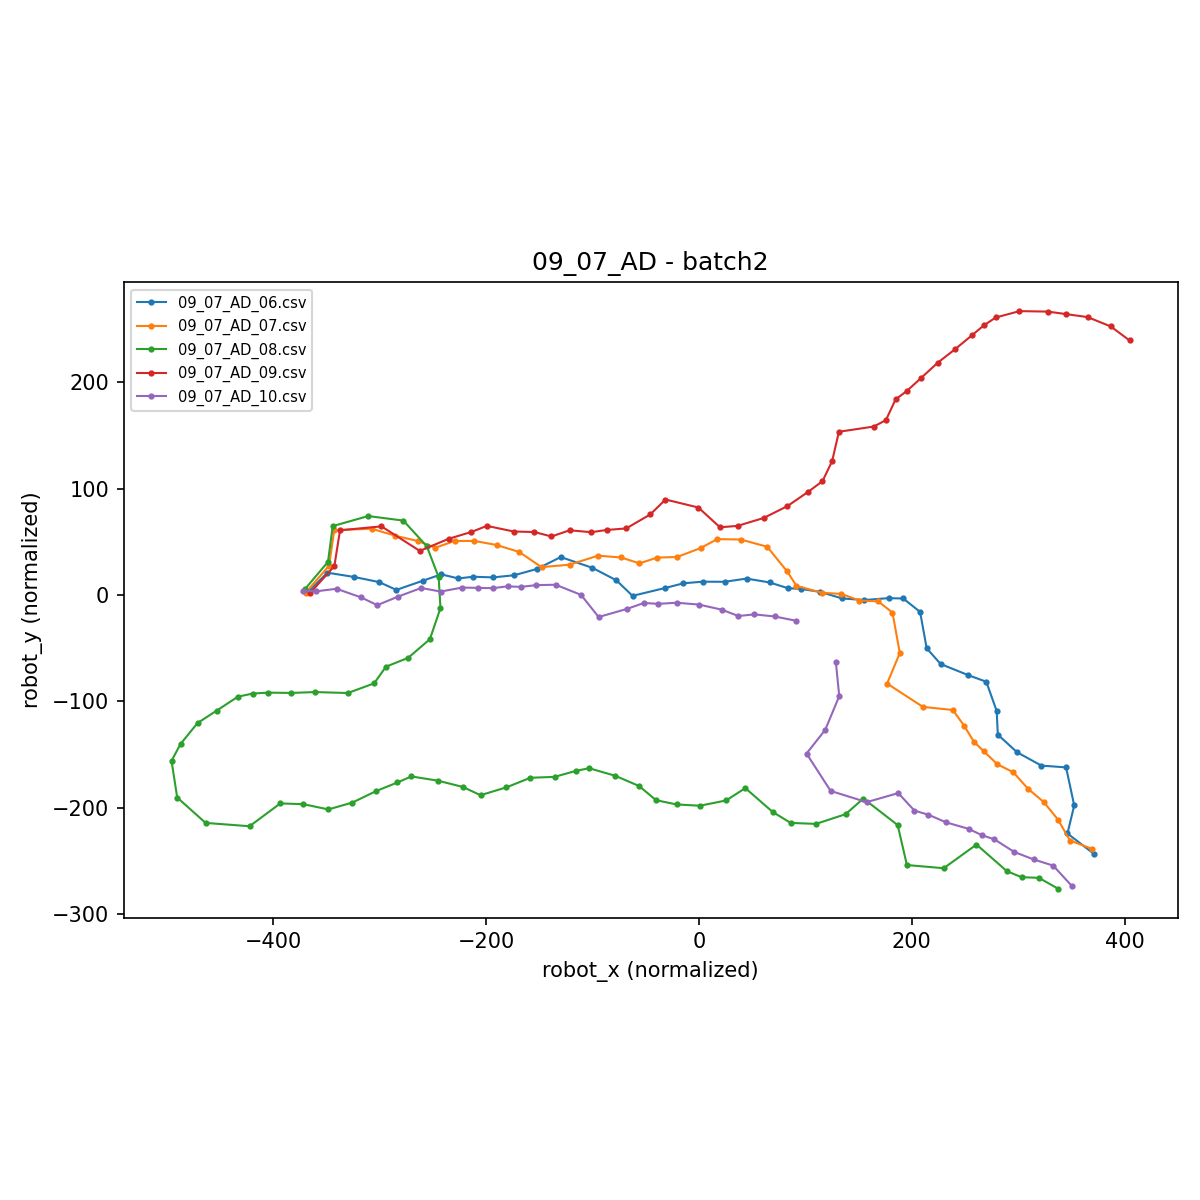 09_07_AD - batch2
09_07_AD_06.csv
09_07_AD_07.csv
09_07_AD_08.csv
09_07_AD_09.csv
09_07_AD_10.csv
200
100
0
−100
−200
−300
robot_y (normalized)
−400
−200
0
200
400
robot_x (normalized)